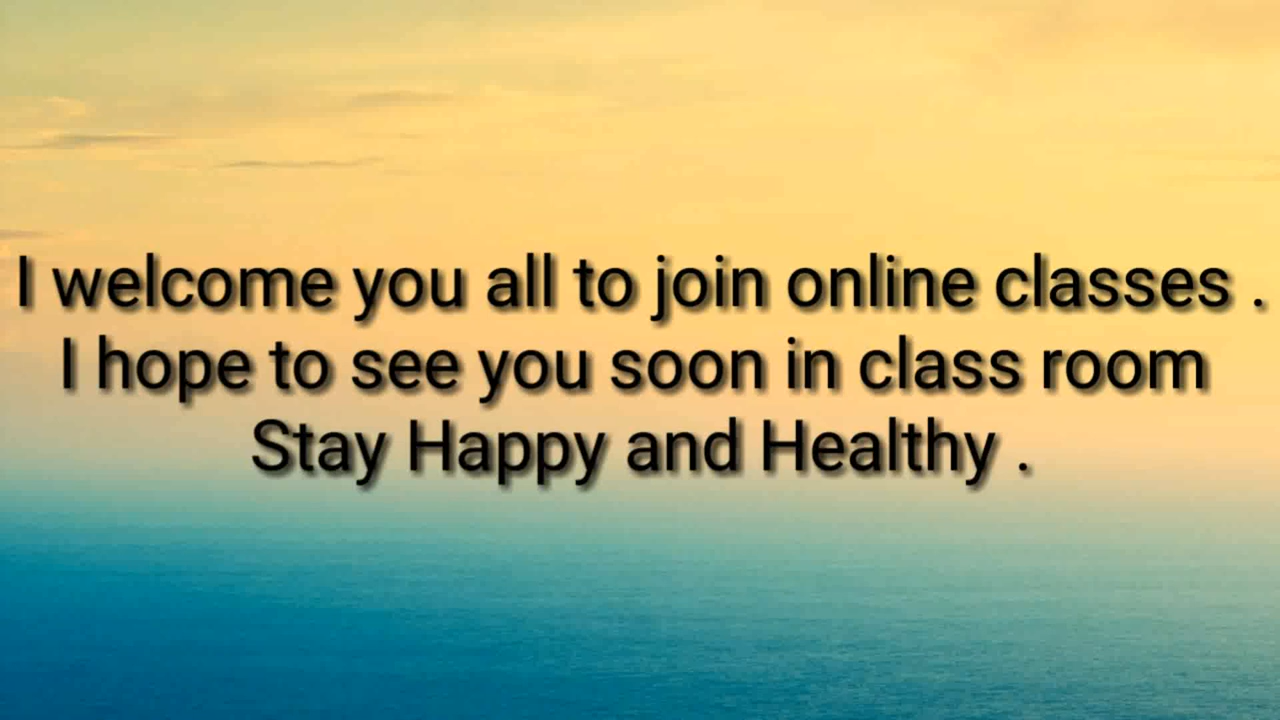 I welcome you all to join online classes .
I hope to see you soon in class room
Stay Happy and Healthy .